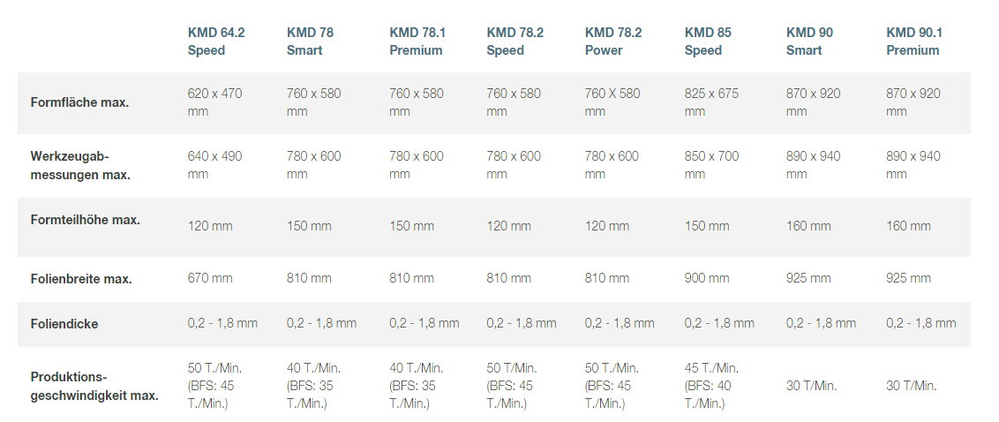 KMD 64.2 KMD 78 KMD 78.1 KMD 78.2 KMD 78.2 KMD 85 KMD 90 KMD 90.1
Speed Smart Premium Speed Power Speed Smart Premium
Formfläche max. 620 x 470 760 x 580 760 x 580 760 x 580 760 X 580 825 x 675 870 x 920 870 x 920
mm mm mm mm mm mm mm mm
Werkzeugab- 640 x 490 780 x 600 780 x 600 780 x 600 780 x 600 850 x 700 890 x 940 890 x 940
messungen max. mm mm mm mm mm mm mm mm
Formteilhöhe max. 120 mm 150 mm 150 mm 120 mm 120 mm 150 mm 160 mm 160 mm
Folienbreite max. 670 mm 810 mm 810 mm 810 mm 810 mm 900 mm 925 mm 925 mm
Foliendicke 0,2 - 1,8 mm 0,2 - 1,8 mm 0,2 - 1,8 mm 0,2 - 1,8 mm 0,2 - 1,8 mm 0,2 - 1,8 mm 0,2 - 1,8 mm 0,2 - 1,8 mm
50 T./Min. 40 T./Min. 40 T./Min. 50 T/Min. 50 T./Min. 45 T./Min.
Produktions- (BFS: 45 (BFS: 35 (BFS: 35 (BFS: 45 (BFS: 45 (BFS: 40 30 T/Min. 30 T/Min.
geschwindigkeit max. T./Min.) T./Min.) T./Min.) T./Min.) T./Min.) T./Min.)